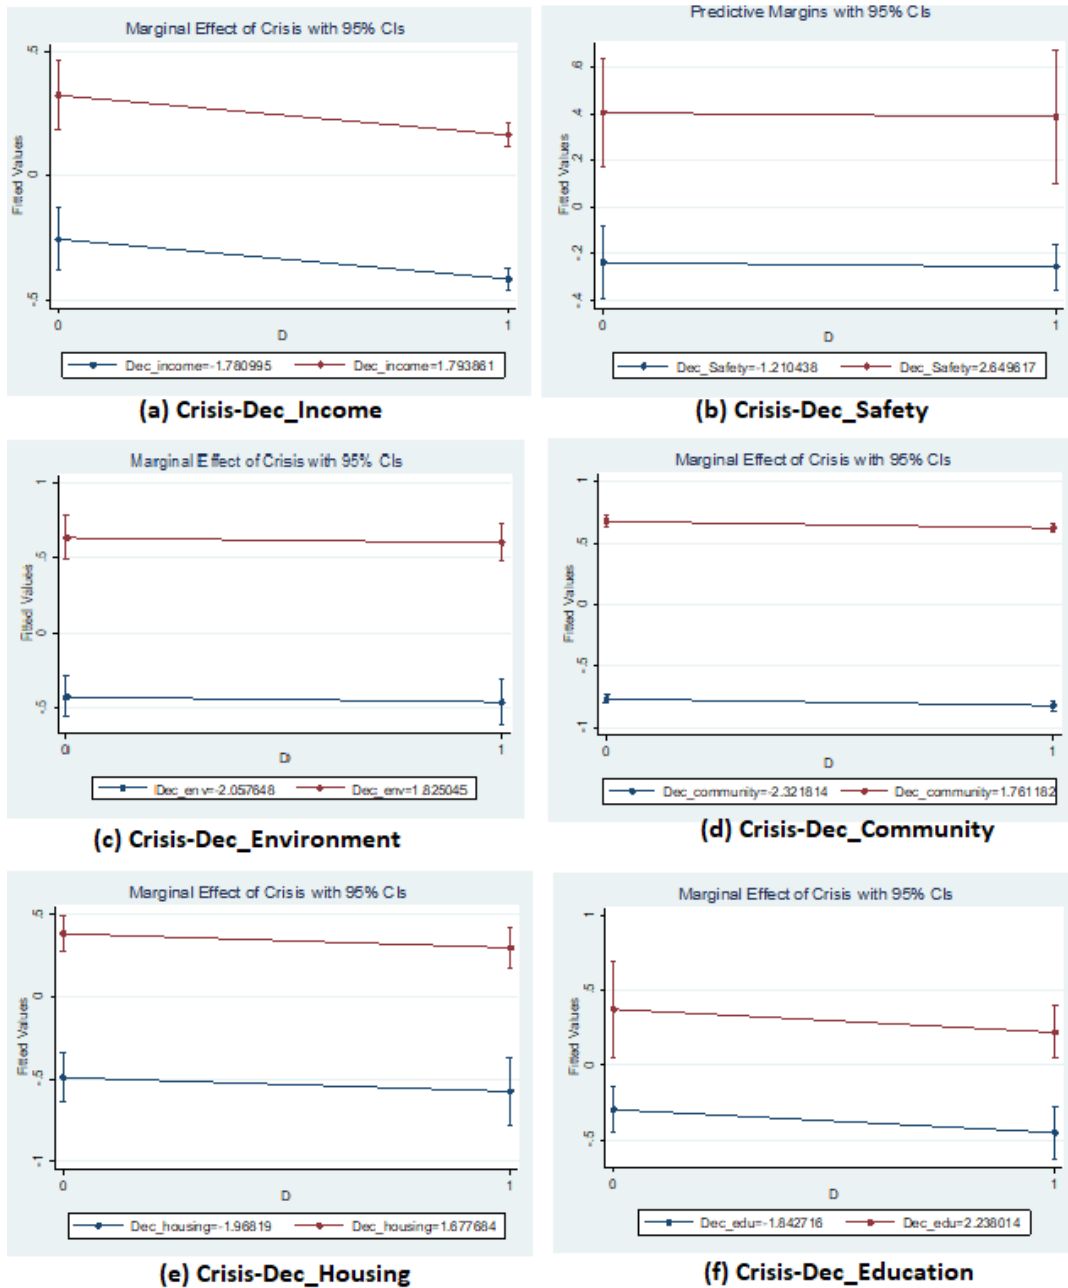 Marginal Effect of Crisis with 95% CIs
.5
0
-.5
Fitted Values
0
1
D
Dec_income=-1.780995
Dec_income=1.793861
(a) Crisis-Dec_Income
Predictive Margins with 95% CIs
.6
.4
.2
0
-.2
-.4
Fitted Values
0
1
D
Dec_Safety=-1.210438
Dec_Safety=2.649617
(b) Crisis-Dec_Safety
Marginal Effect of Crisis with 95% CIs
1
.5
0
-.5
Fitted Values
0
1
D
Dec_env=-2.057648
Dec_env=1.825045
(c) Crisis-Dec_Environment
Marginal Effect of Crisis with 95% CIs
1
.5
0
-.5
-1
Fitted Values
0
1
D
Dec_community=-2.321814
Dec_community=1.761182
(d) Crisis-Dec_Community
Marginal Effect of Crisis with 95% CIs
.5
0
-.5
-1
Fitted Values
0
1
D
Dec_housing=-1.96819
Dec_housing=1.677684
(e) Crisis-Dec_Housing
Marginal Effect of Crisis with 95% CIs
1
.5
0
-.5
Fitted Values
0
1
D
Dec_edu=-1.842716
Dec_edu=2.238014
(f) Crisis-Dec_Education